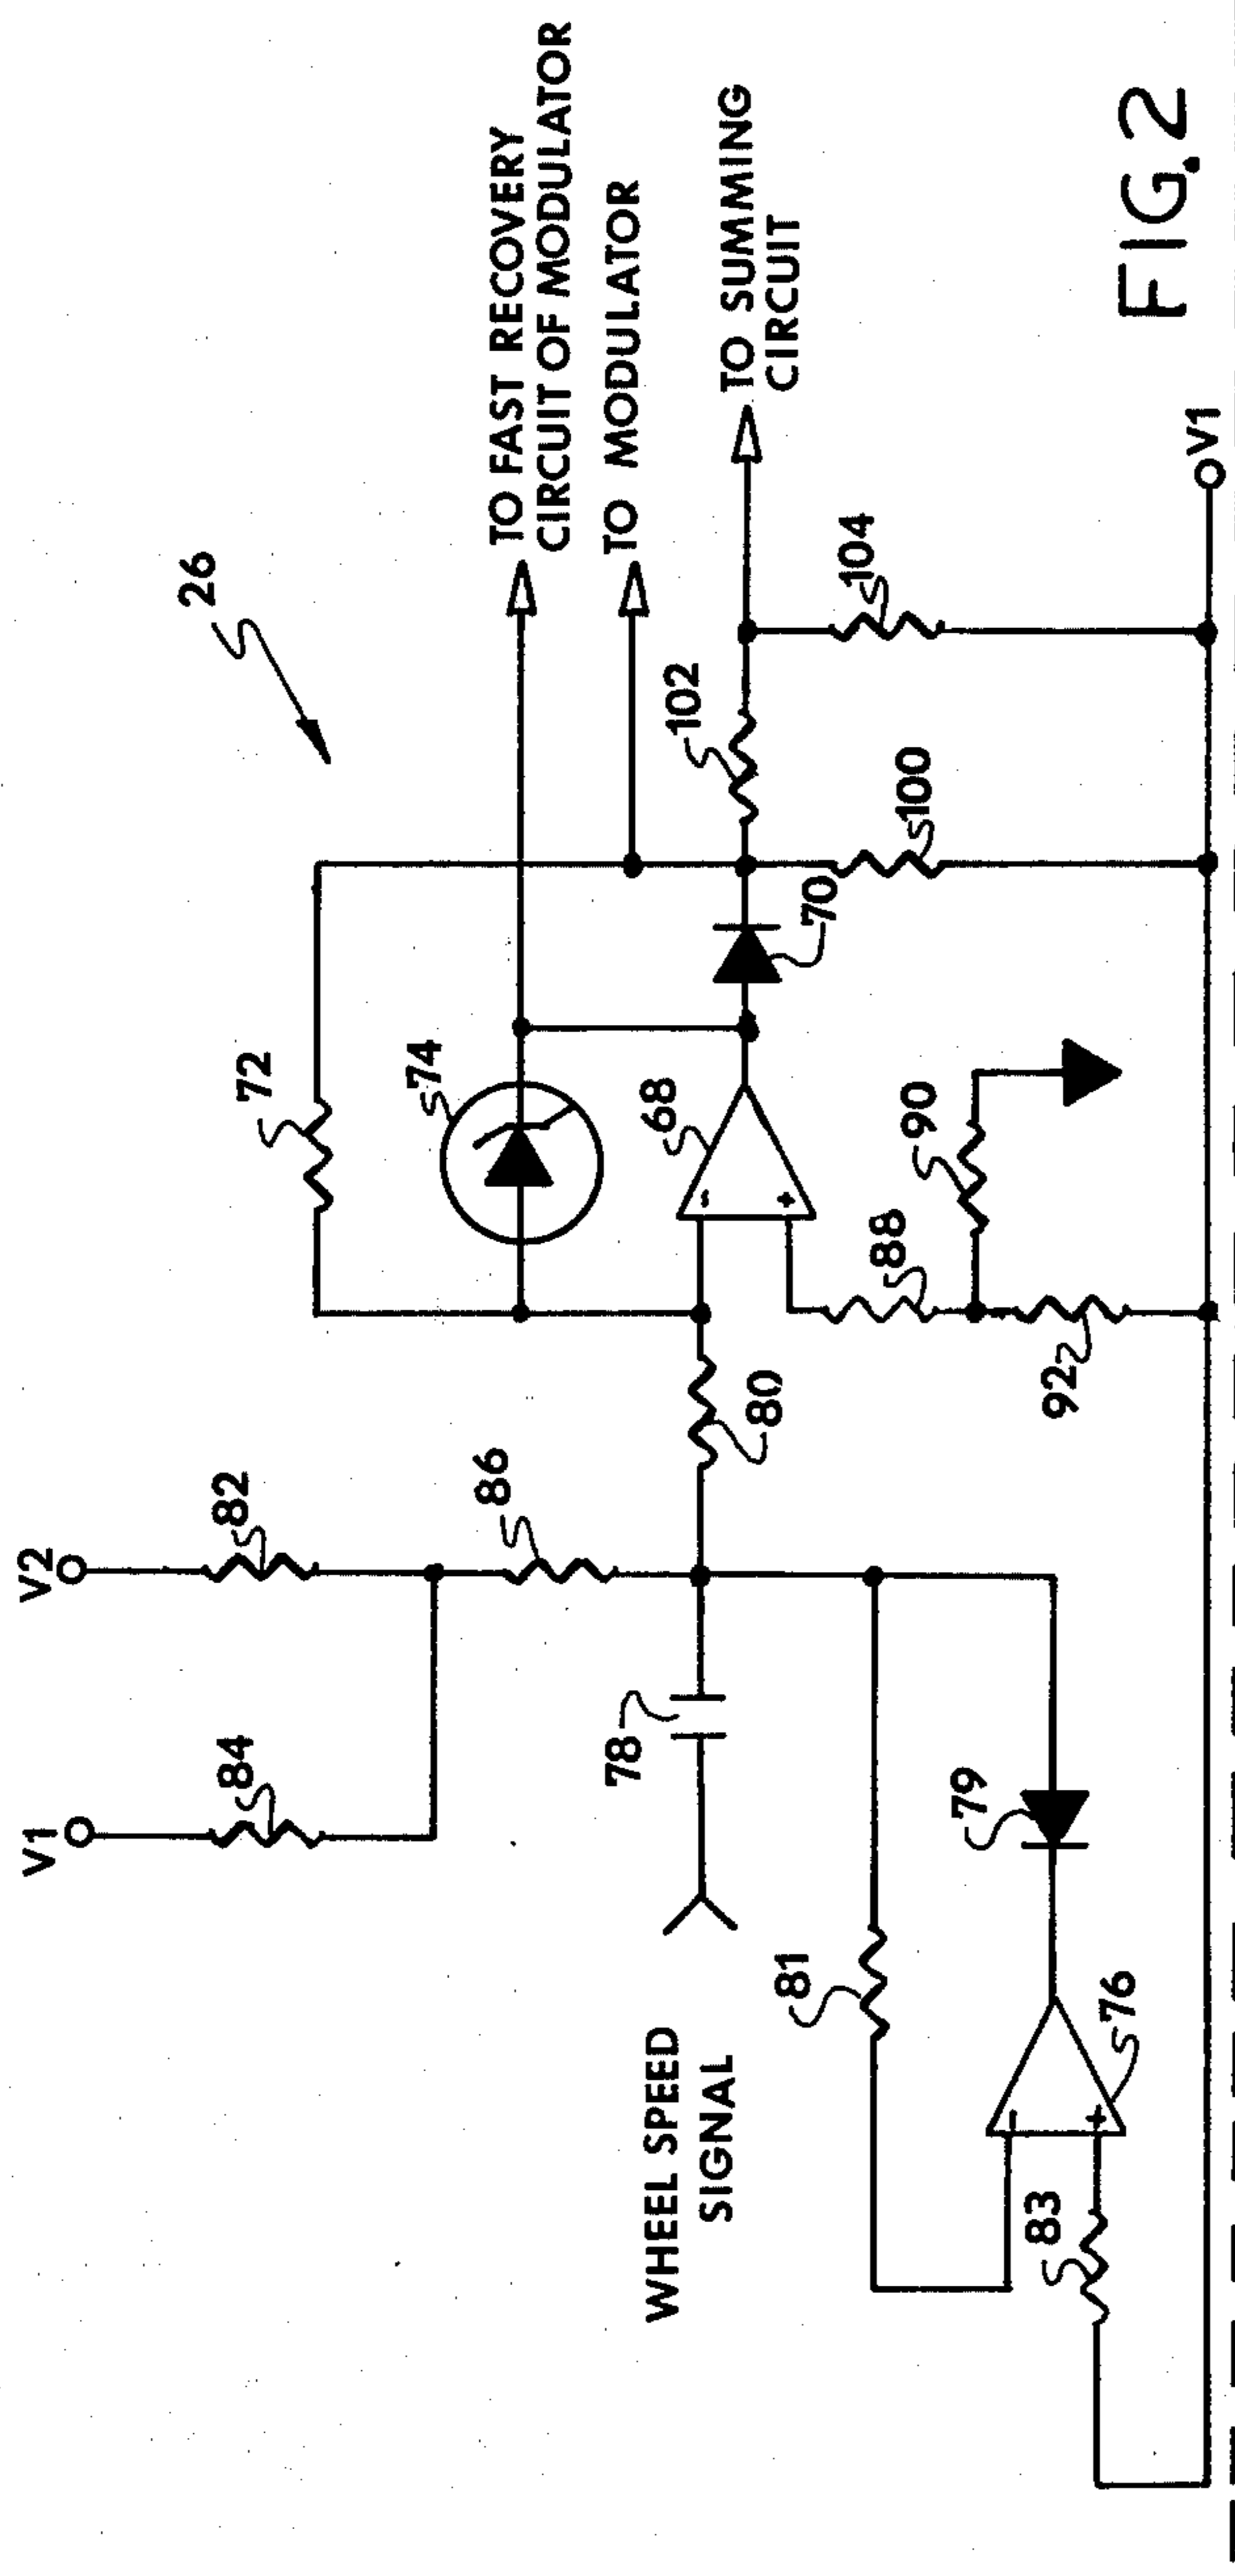 26
TO FAST RECOVERY
CIRCUIT OF MODULATOR
TO MODULATOR
TO SUMMING
CIRCUIT
V1
V2
84
82
86
72
74
68
70
102
104
100
78
80
88
90
92
WHEEL SPEED
SIGNAL
81
79
76
83
-
+
-
+
V1
FIG. 2